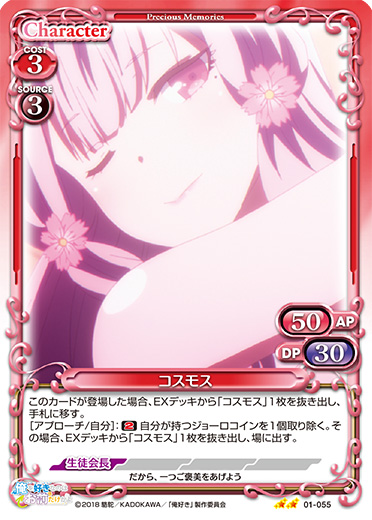 Precious Memories
Character
COST
3
SOURCE
3
50 AP
DP 30
コスモス
このカードが登場した場合、EXデッキから「コスモス」1枚を抜き出し、
手札に移す。
[アプローチ/自分]：2 自分が持つジョーロコイン1個取り除く。そ
の場合、EXデッキから「コスモス」1枚抜き出し、場に出す。
生徒会長
だから、一つご褒美をあげよう
©2018 駱駝／KADOKAWA／「俺好き」製作委員会
01-055